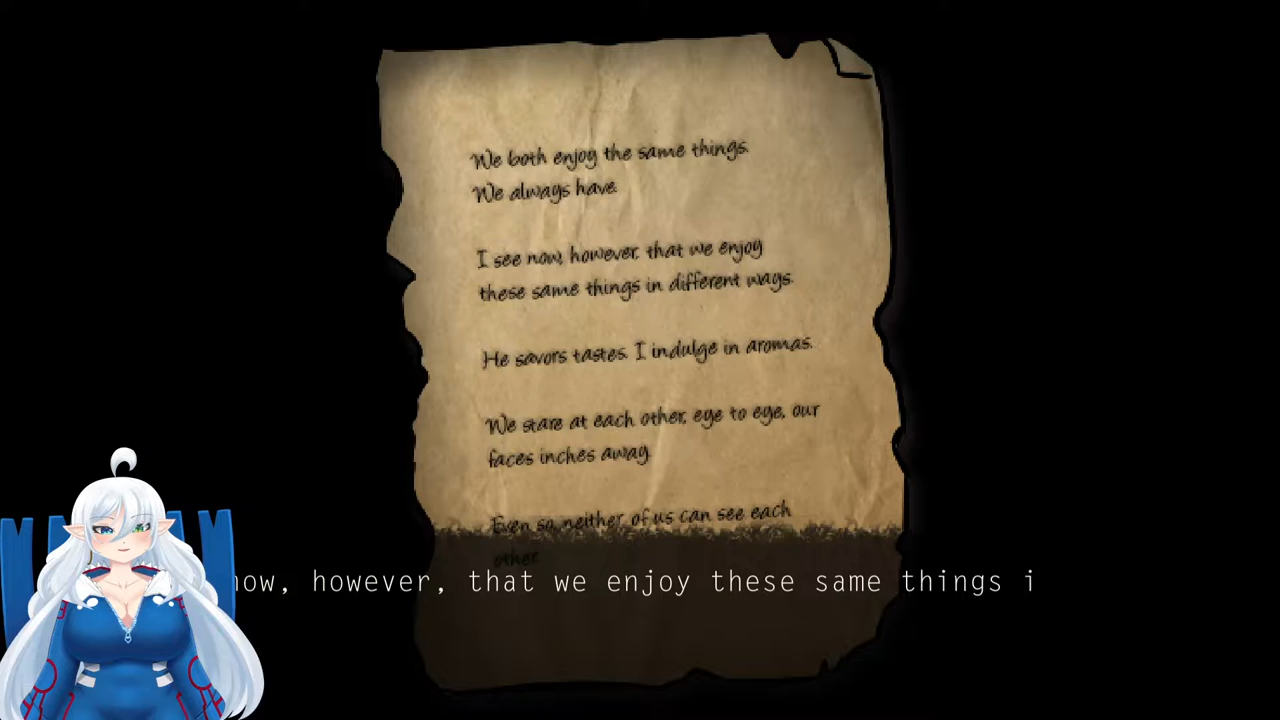 We both enjoy the same things.
We always have.
I see now, however, that we enjoy
these same things in different ways.
He savors tastes. I indulge in aromas.
We stare at each other, eye to eye, our
faces inches away.
Even so, neither of us can see each
other.
now, however, that we enjoy these same things i